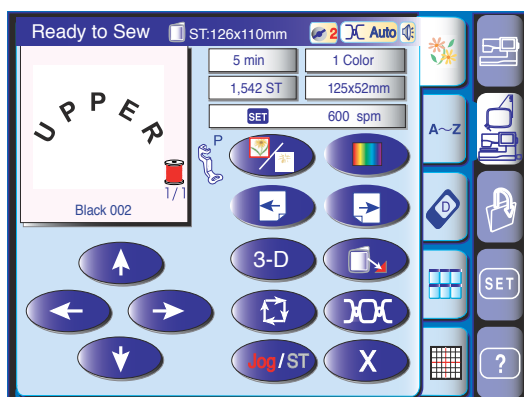 Ready to Sew ST:126x110mm 2 Auto
5 min 1 Color
1,542 ST 125x52mm
SET 600 spm
UPPER
P
1/1
Black 002
3-D
Jog/ST X
A~Z
D
SET
?